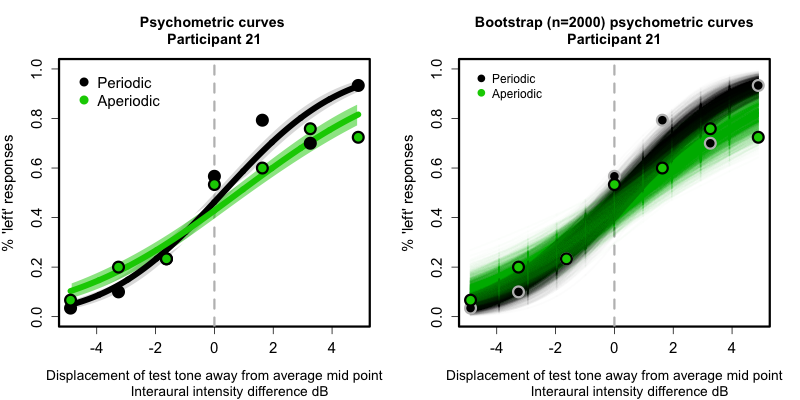 Psychometric curves
Participant 21
% 'left' responses
1.0
0.8
0.6
0.4
0.2
0.0
Periodic
Aperiodic
-4 -2 0 2 4
Displacement of test tone away from average mid point
Interaural intensity difference dB
Bootstrap (n=2000) psychometric curves
Participant 21
% 'left' responses
1.0
0.8
0.6
0.4
0.2
0.0
Periodic
Aperiodic
-4 -2 0 2 4
Displacement of test tone away from average mid point
Interaural intensity difference dB